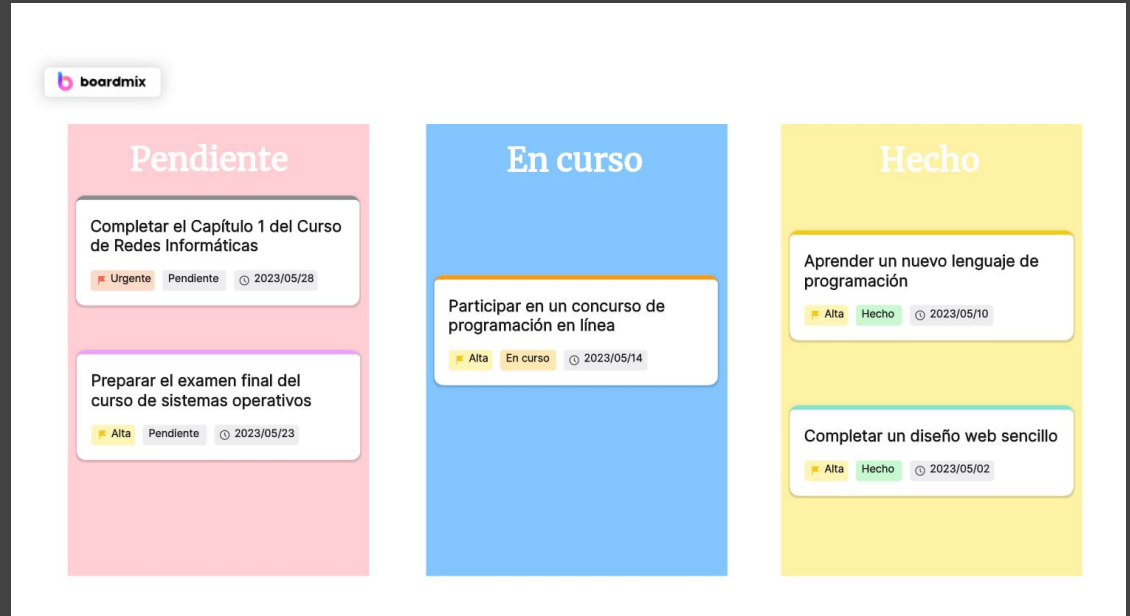 boardmix
Pendiente
Completar el Capítulo 1 del Curso
de Redes Informáticas
Urgente Pendiente 2023/05/28
Preparar el examen final del
curso de sistemas operativos
Alta Pendiente 2023/05/23
En curso
Participar en un concurso de
programación en línea
Alta En curso 2023/05/14
Hecho
Aprender un nuevo lenguaje de
programación
Alta Hecho 2023/05/10
Completar un diseño web sencillo
Alta Hecho 2023/05/02